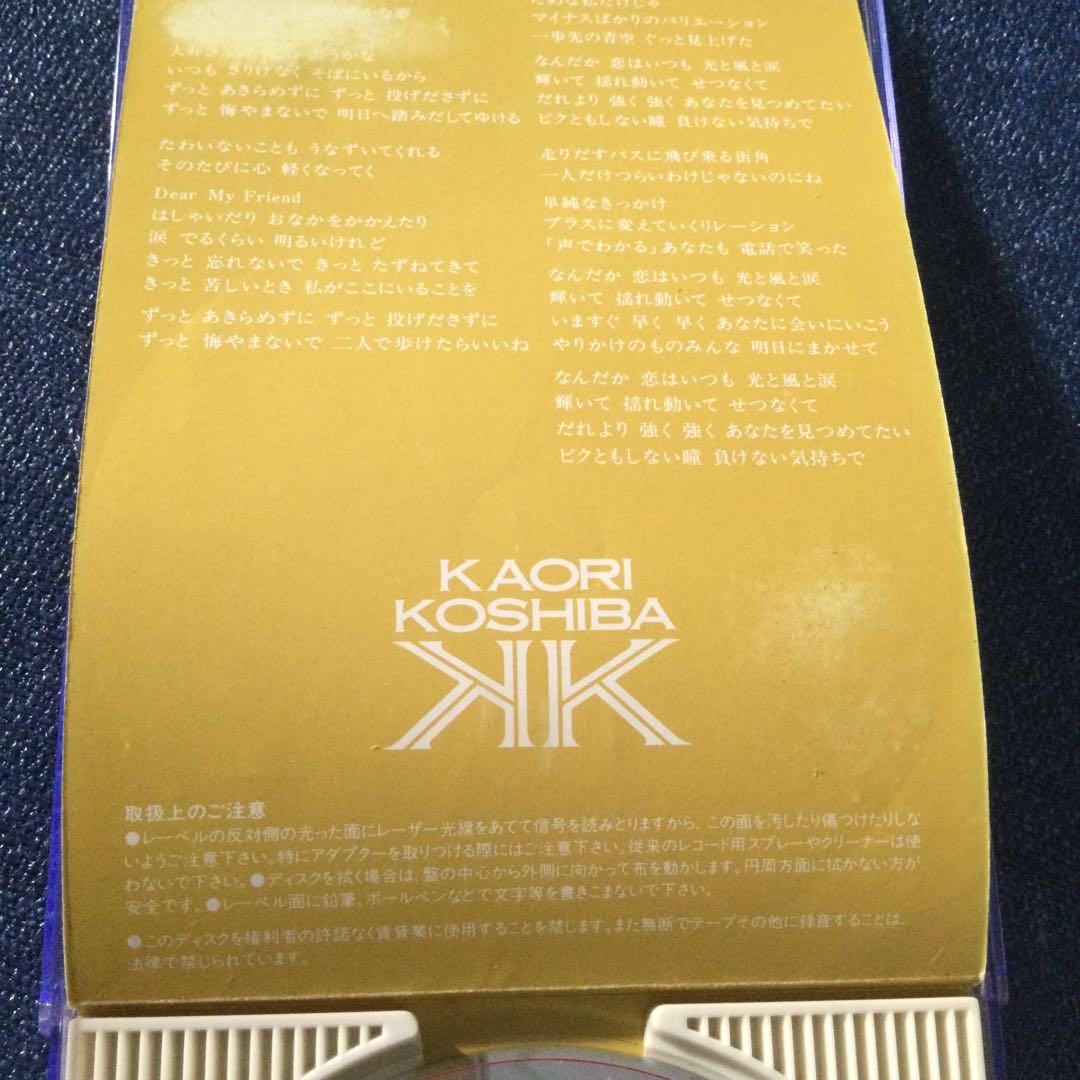 いつも さりげなく そばにいるから
ずっと あきらめずに ずっと 投げださずに
ずっと 悔やまないで 明日へ踏みだしてゆける
たわいないことも うなずいてくれる
そのたびに心 軽くなってく
Dear My Friend
はしゃいだり おなかをかかえたり
涙 でるくらい 明るいけれど
きっと 忘れないで きっと たずねてきて
きっと 苦しいとき 私がここにいることを
ずっと あきらめずに ずっと 投げださずに
ずっと 悔やまないで 二人で歩けたらいいね
マイナスばかりのバリエーション
一歩先の青空 ぐっと見上げた
なんだか 恋はいつも 光と風と涙
輝いて 揺れ動いて せつなくて
だれより 強く 強く あなたを見つめてたい
ビクともしない瞳 負けない気持ちで
走りだすバスに飛び乗る街角
一人だけつらいわけじゃないのにね
単純なきっかけ
プラスに変えていくリレーション
「声でわかる」あなたも 電話で笑った
なんだか 恋はいつも 光と風と涙
輝いて 揺れ動いて せつなくて
いますぐ 早く 早く あなたに会いにいこう
やりかけのものみんな 明日にまかせて
なんだか 恋はいつも 光と風と涙
輝いて 揺れ動いて せつなくて
だれより 強く 強く あなたを見つめてたい
ビクともしない瞳 負けない気持ちで
KAORI
KOSHIBA
KK
取扱上のご注意
●レーベルの反対側の光った面にレーザー光線をあてて信号を読みとりますから、この面を汚したり傷つけたりしな
いようご注意下さい。特にアダプターを取りつける際にはご注意下さい。従来のレコード用スプレーやクリーナーは使
わないで下さい。●ディスクを拭く場合は、盤の中心から外側に向かって布を動かします。円周方面に拭かない方が
安全です。●レーベル面に鉛筆、ボールペンなどで文字等を書きこまないで下さい。
●このディスクを権利者の許諾なく賃貸業に使用することを禁じます。また無断でテープその他に録音することは、
法律で禁じられています。